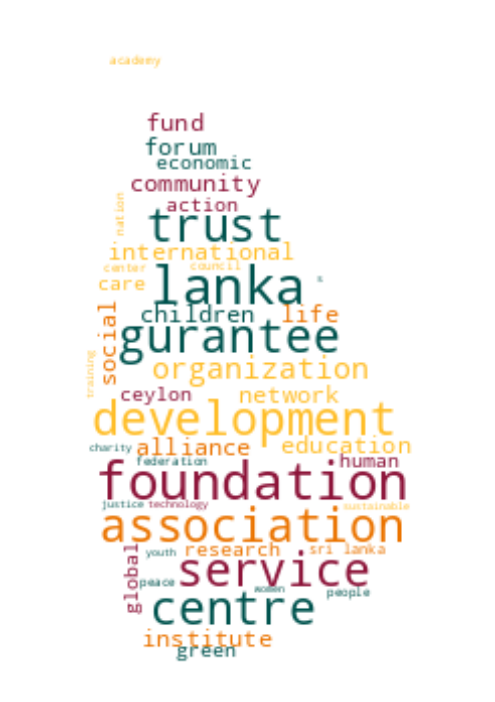 academy
fund
forum
economic
community
action
nation
trust
international
center
council
care
lanka
children
life
social
gurantee
training
organization
ceylon
network
development
charity
alliance
education
federation
human
foundation
justice
technology
sustainable
association
global
youth
research
sri lanka
peace
service
women
people
centre
institute
green